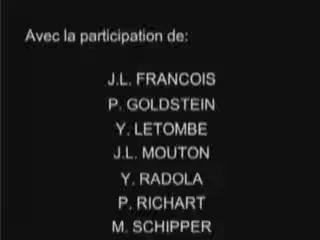 Avec la participation de:
J.L. FRANCOIS
P. GOLDSTEIN
Y. LETOMBE
J.L. MOUTON
Y. RADOLA
P. RICHART
M. SCHIPPER